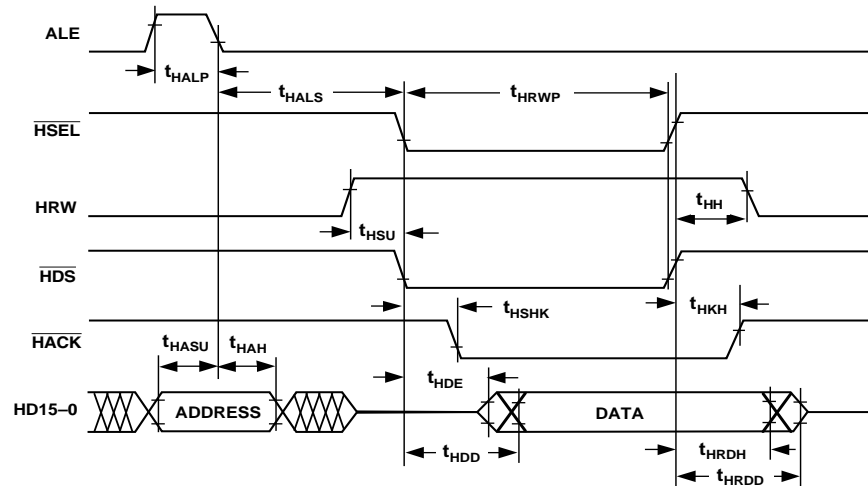 ALE
tHALP
tHALS
tHRWP
HSEL
HRW
tHH
tHSU
HDS
tHSHK
tHKH
HACK
tHASU
tHAH
tHDE
HD15–0
ADDRESS
DATA
tHDD
tHRDH
tHRDD